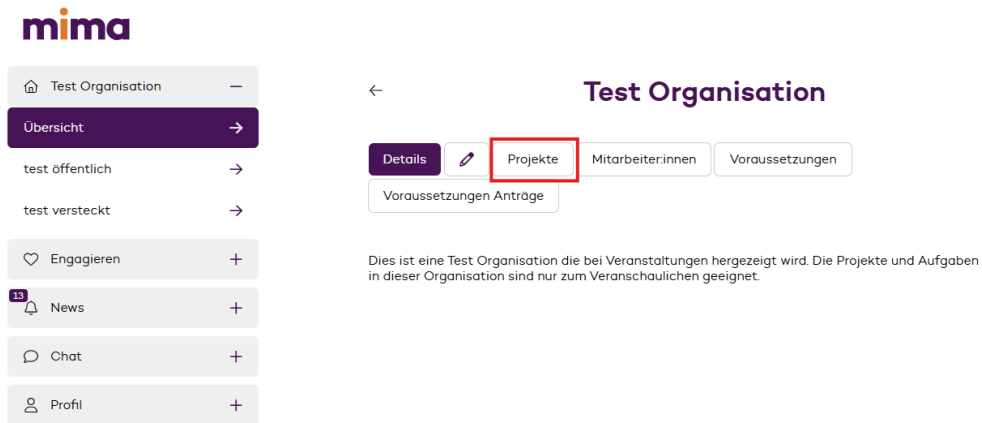 mima
Test Organisation
Übersicht
test öffentlich
test versteckt
Engagieren
13
News
Chat
Profil
Test Organisation
Details
Projekte
Mitarbeiter:innen
Voraussetzungen
Voraussetzungen Anträge
Dies ist eine Test Organisation die bei Veranstaltungen hergezeigt wird. Die Projekte und Aufgaben
in dieser Organisation sind nur zum Veranschaulichen geeignet.